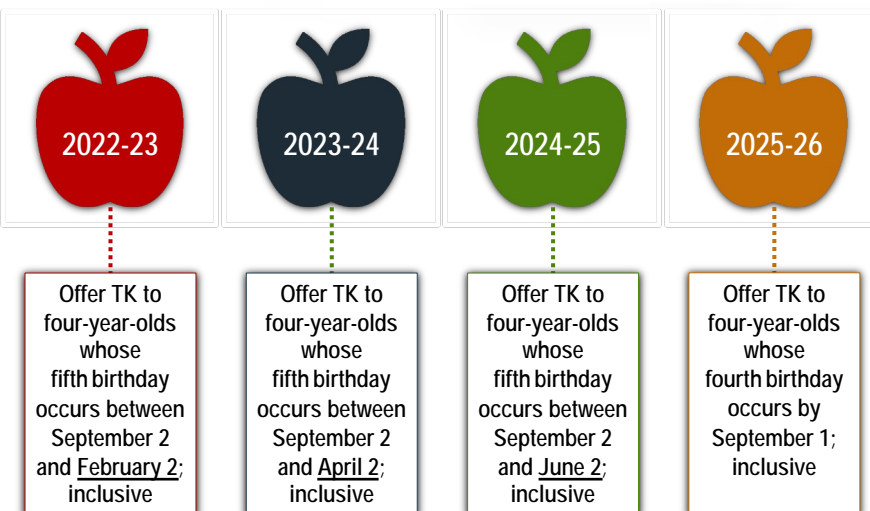 2022-23
2023-24
2024-25
2025-26
Offer TK to
four-year-olds
whose
fifth birthday
occurs between
September 2
and February 2;
inclusive
Offer TK to
four-year-olds
whose
fifth birthday
occurs between
September 2
and April 2;
inclusive
Offer TK to
four-year-olds
whose
fifth birthday
occurs between
September 2
and June 2;
inclusive
Offer TK to
four-year-olds
whose
fourth birthday
occurs by
September 1;
inclusive